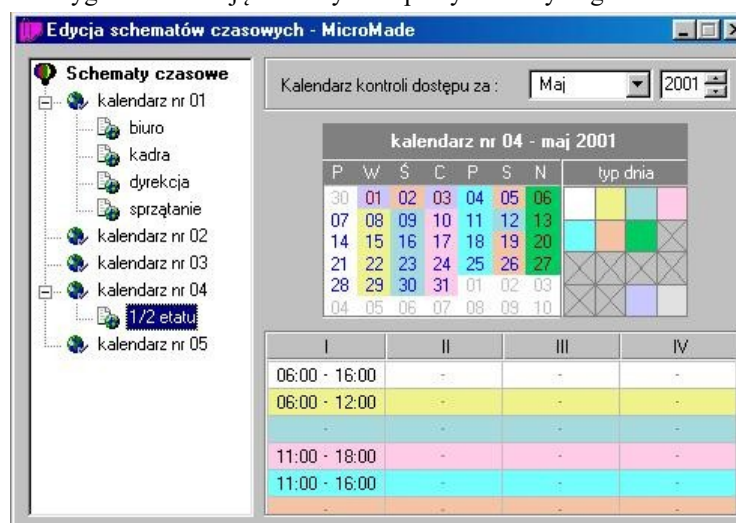 Edycja schematów czasowych - MicroMade
Schematy czasowe
kalendarz nr 01
biuro
kadra
dyrekcja
sprzątanie
kalendarz nr 02
kalendarz nr 03
kalendarz nr 04
1/2 etatu
kalendarz nr 05
Kalendarz kontroli dostępu za :
Maj
2001
kalendarz nr 04 - maj 2001
P W Ś C P S N typ dnia
30 01 02 03 04 05 06
07 08 09 10 11 12 13
14 15 16 17 18 19 20
21 22 23 24 25 26 27
28 29 30 31 01 02 03
04 05 06 07 08 09 10
I II III IV
06:00 - 16:00 - - -
06:00 - 12:00 - - -
- - - -
11:00 - 18:00 - - -
11:00 - 16:00 - - -
- - - -